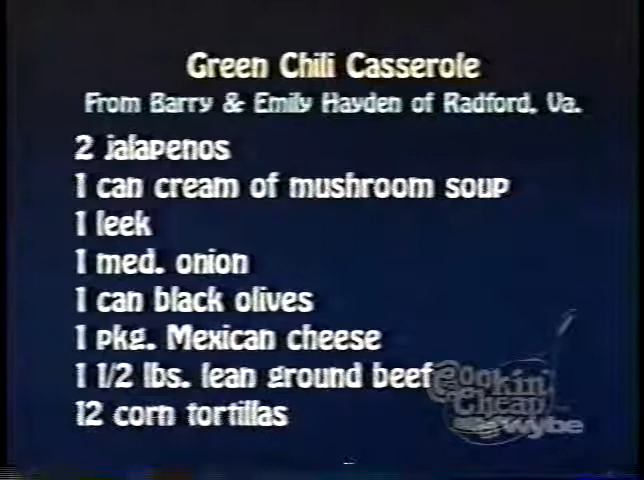 Green Chili Casserole
From Barry & Emily Hayden of Radford, Va.
2 jalapenos
1 can cream of mushroom soup
1 leek
1 med. onion
1 can black olives
1 pkg. Mexican cheese
1 1/2 lbs. lean ground beef
12 corn tortillas
Cookin'
Cheap
wybe